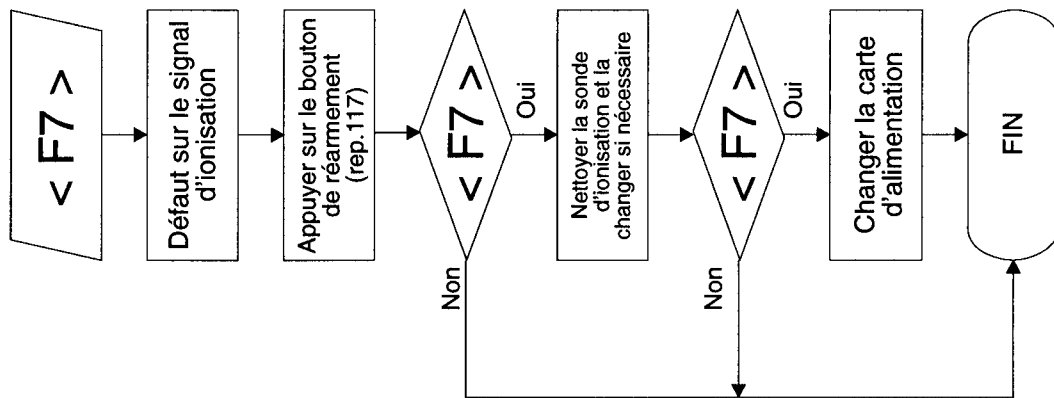 < F7 >
Défaut sur le signal
d'ionisation
Appuyer sur le bouton
de réarmement
(rep.117)
< F7 >
Oui
Non
Nettoyer la sonde
d'ionisation et la
changer si nécessaire
< F7 >
Oui
Non
Changer la carte
d'alimentation
FIN